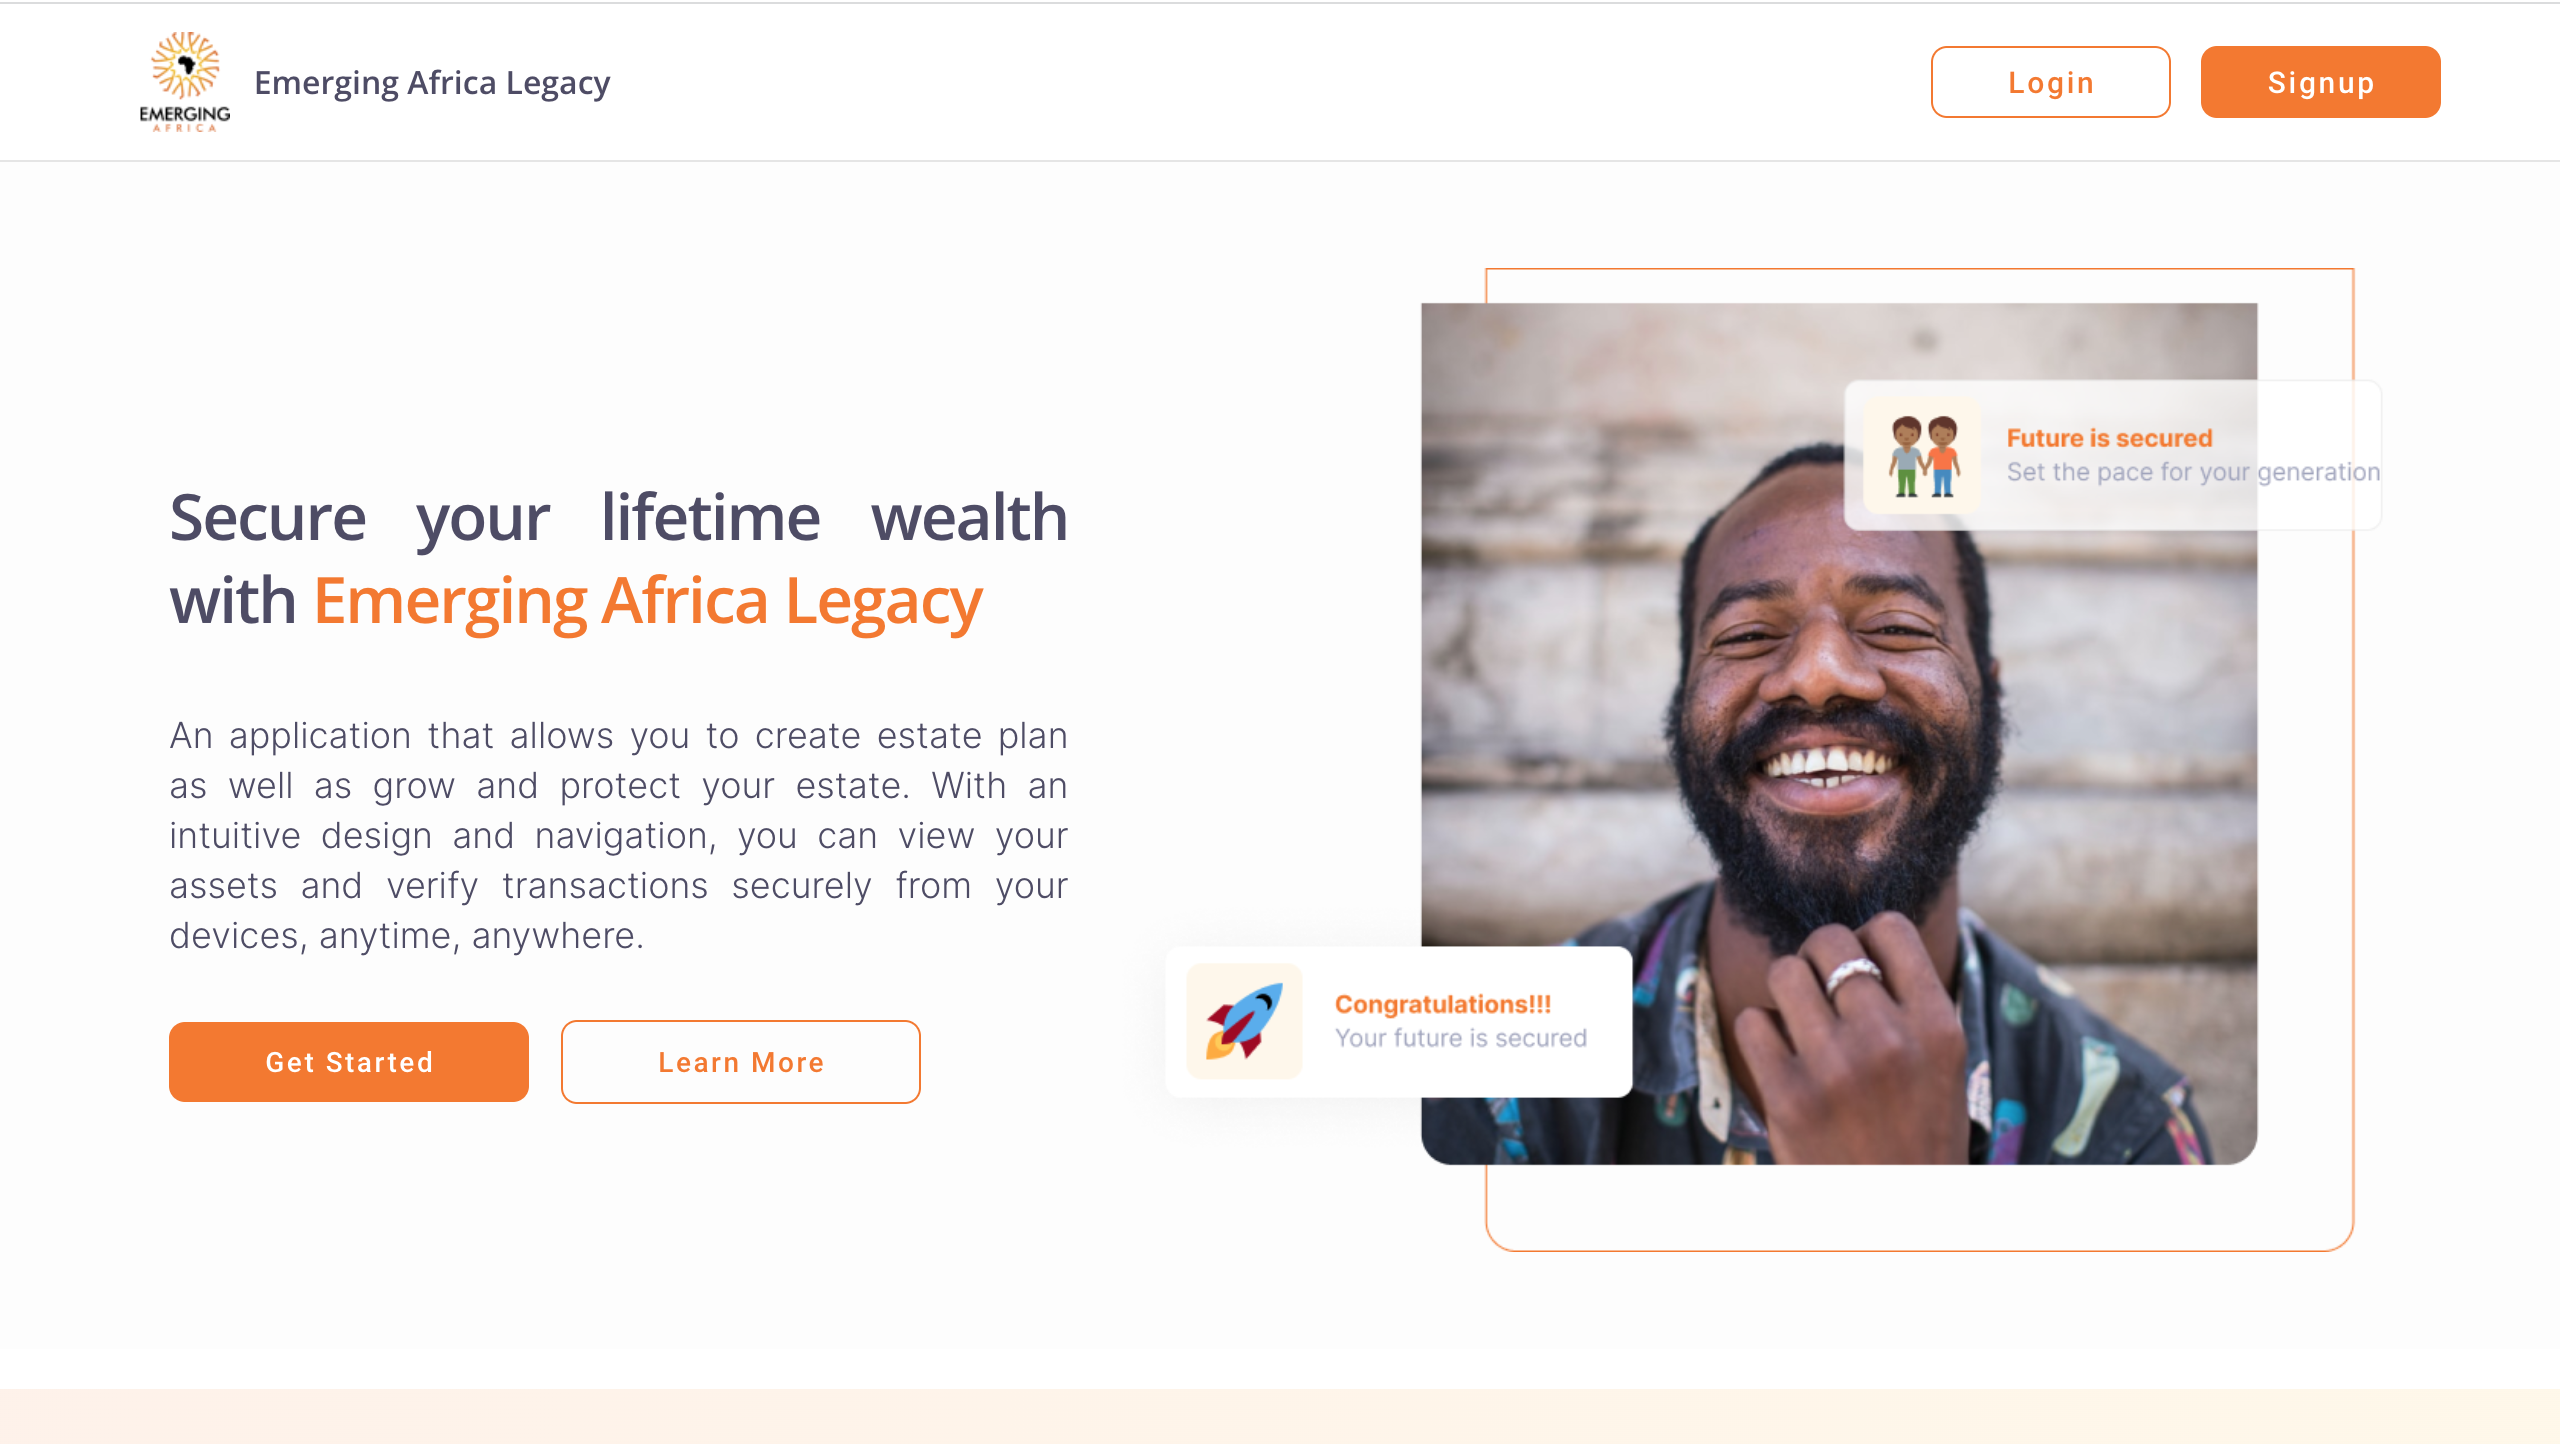 EMERGING
AFRICA
Emerging Africa Legacy
Login
Signup
Secure your lifetime wealth
with Emerging Africa Legacy
An application that allows you to create estate plan
as well as grow and protect your estate. With an
intuitive design and navigation, you can view your
assets and verify transactions securely from your
devices, anytime, anywhere.
Get Started
Learn More
Future is secured
Set the pace for your generation
Congratulations!!!
Your future is secured